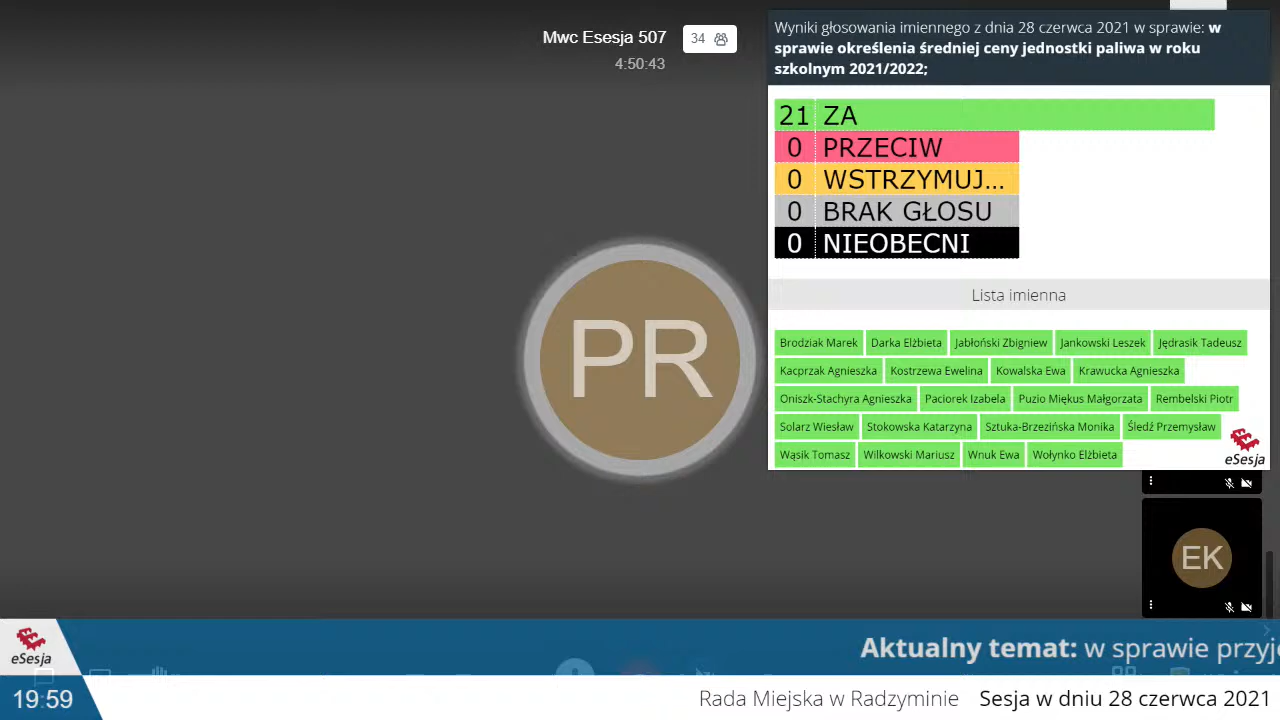 Mwc Esesja 507
34
4:50:43
Wyniki głosowania imiennego z dnia 28 czerwca 2021 w sprawie: w
sprawie określenia średniej ceny jednostki paliwa w roku
szkolnym 2021/2022;
21 ZA
0 PRZECIW
0 WSTRZYMUJ...
0 BRAK GŁOSU
0 NIEOBECNI
Lista imienna
Brodziak Marek Darka Elżbieta Jabłoński Zbigniew Jankowski Leszek Jędrasik Tadeusz
Kacprzak Agnieszka Kostrzewa Ewelina Kowalska Ewa Krawucka Agnieszka
Oniszk-Stachyra Agnieszka Paciorek Izabela Puzio Miękus Małgorzata Rembelski Piotr
Solarz Wiesław Stokowska Katarzyna Sztuka-Brzezińska Monika Śledź Przemysław
Wąsik Tomasz Wilkowski Mariusz Wnuk Ewa Wołynko Elżbieta
eSesja
PR
EK
eSesja
Aktualny temat: w sprawie przyję
19:59
Rada Miejska w Radzyminie Sesja w dniu 28 czerwca 2021